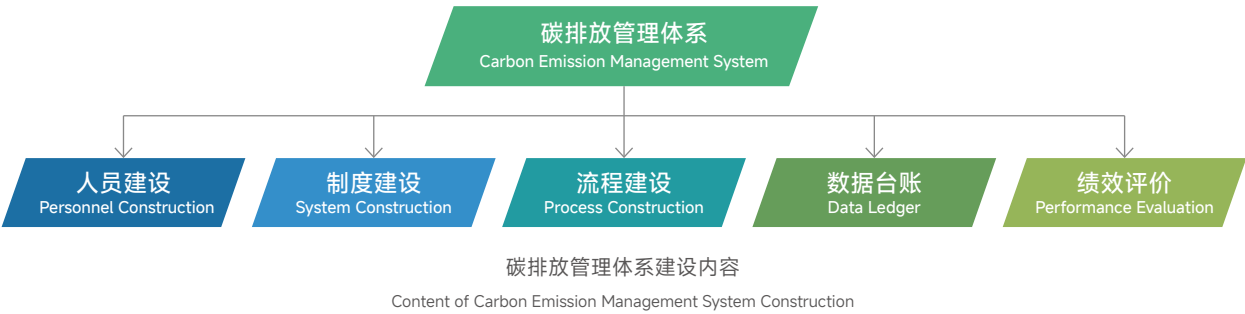 碳排放管理体系
Carbon Emission Management System
人员建设
Personnel Construction
制度建设
System Construction
流程建设
Process Construction
数据台账
Data Ledger
绩效评价
Performance Evaluation
碳排放管理体系建设内容
Content of Carbon Emission Management System Construction